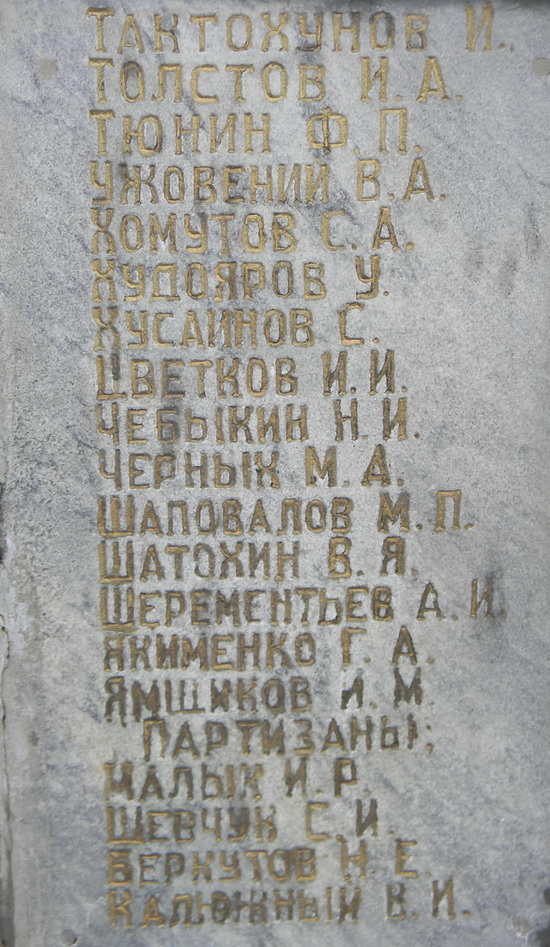 ТАКТОХУНОВ И.
ТОЛСТОВ И. А.
ТЮНИН Ф. П.
УЖОВЕНИЙ В. А.
ХОМУТОВ С. А.
ХУДОЯРОВ У.
ХУСАИНОВ С.
ЦВЕТКОВ И. И.
ЧЕБЫКИН Н. И.
ЧЕРНЫХ М. А.
ШАПОВАЛОВ М. П.
ШАТОХИН В. Я.
ШЕРЕМЕНТЬЕВ А. И.
ЯКИМЕНКО Г. А.
ЯМЩИКОВ И. М.
ПАРТИЗАНЫ;
МАЛЫК И. Р.
ШЕВЧУК С. И.
БЕРКУТОВ Н. Е.
КАЛЮЖНЫЙ В. И.